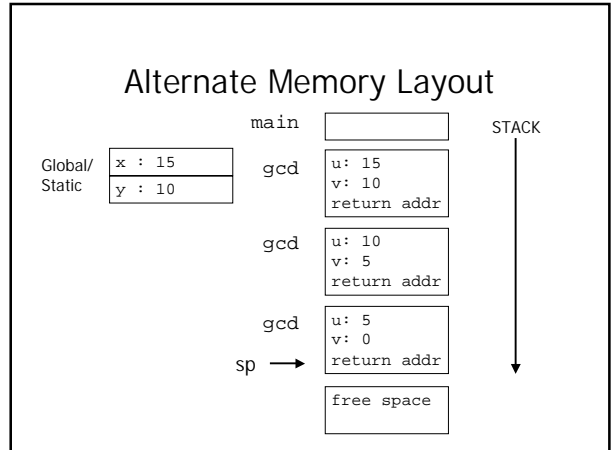 Alternate Memory Layout
main
STACK
Global/
Static
x : 15
y : 10
gcd
u: 15
v: 10
return addr
gcd
u: 10
v: 5
return addr
gcd
u: 5
v: 0
return addr
sp
free space